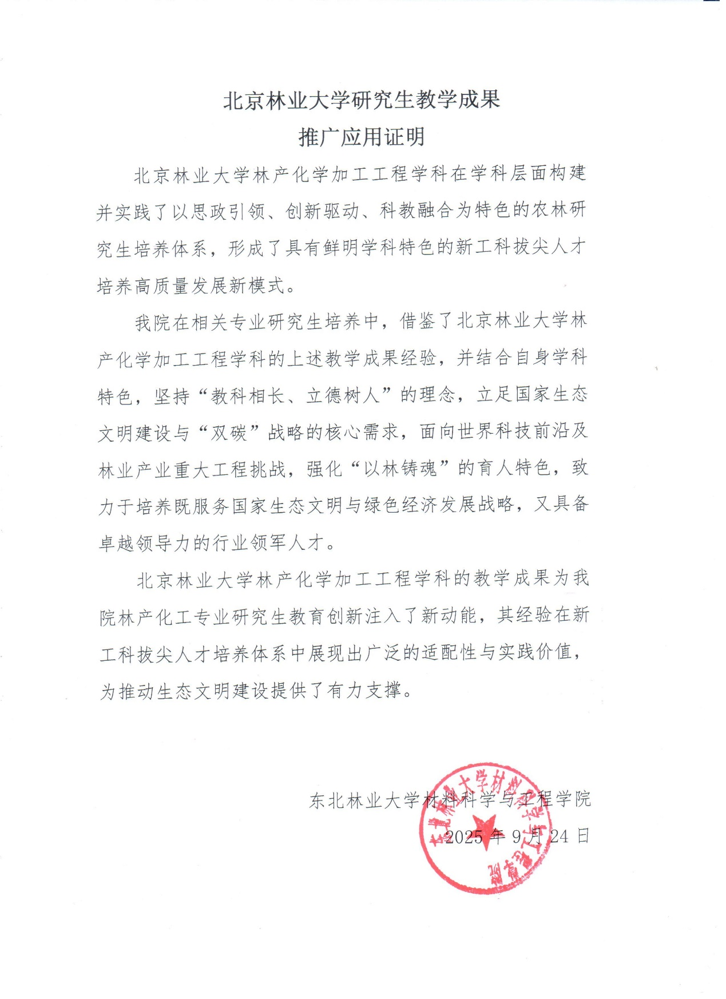 北京林业大学研究生教学成果
推广应用证明
北京林业大学林产化学加工工程学科在学科层面构建
并实践了以思政引领、创新驱动、科教融合为特色的农林研
究生培养体系，形成了具有鲜明学科特色的新工科拔尖人才
培养高质量发展新模式。
我院在相关专业研究生培养中，借鉴了北京林业大学林
产化学加工工程学科的上述教学成果经验，并结合自身学科
特色，坚持“教科相长、立德树人”的理念，立足国家生态
文明建设与“双碳”战略的核心需求，面向世界科技前沿及
林业产业重大工程挑战，强化“以林铸魂”的育人特色，致
力于培养既服务国家生态文明与绿色经济发展战略，又具备
卓越领导力的行业领军人才。
北京林业大学林产化学加工工程学科的教学成果为我
院林产化工专业研究生教育创新注入了新动能，其经验在新
工科拔尖人才培养体系中展现出广泛的适配性与实践价值，
为推动生态文明建设提供了有力支撑。
东北林业大学材料科学与工程学院
2025 年 9 月 24 日
东北林业大学材料科学与工程学院